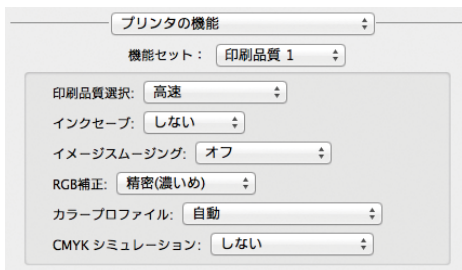 プリンタの機能
機能セット： 印刷品質 1
印刷品質選択: 高速
インクセーブ: しない
イメージスムージング: オフ
RGB補正: 精密(濃いめ)
カラープロファイル: 自動
CMYK シミュレーション: しない